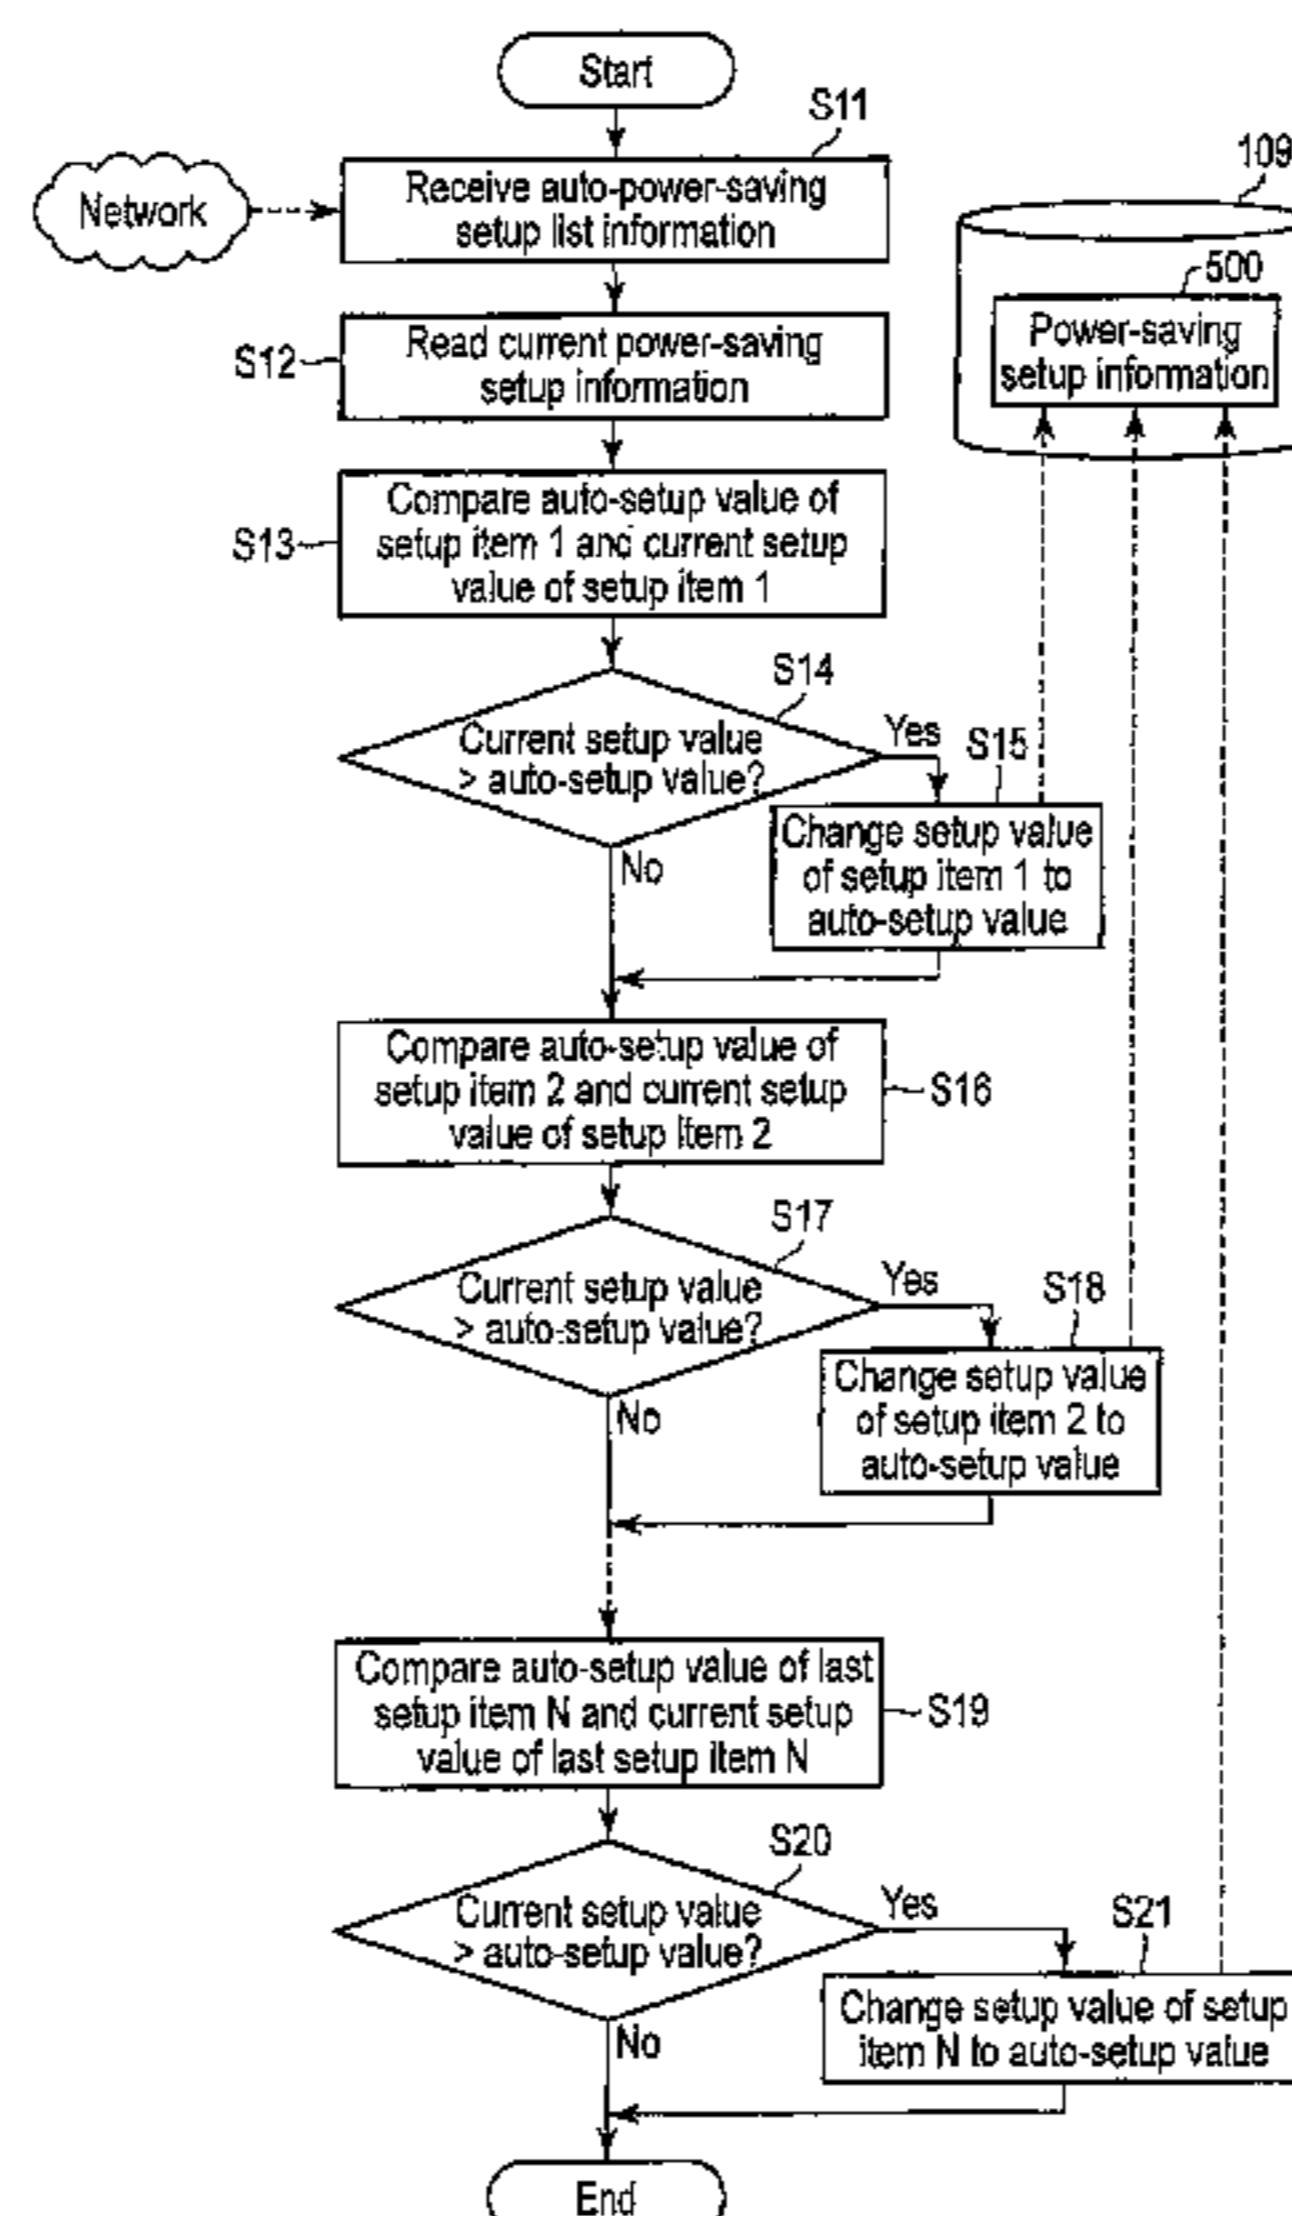 Start
S11
Network
Receive auto-power-saving
setup list information
109
500
Power-saving
setup information
S12
Read current power-saving
setup information
S13
Compare auto-setup value of
setup item 1 and current setup
value of setup item 1
S14
Current setup value
> auto-setup value?
Yes
S15
Change setup value
of setup item 1 to
auto-setup value
No
Compare auto-setup value of
setup item 2 and current setup
value of setup item 2
S16
S17
Current setup value
> auto-setup value?
Yes
S18
Change setup value
of setup item 2 to
auto-setup value
No
Compare auto-setup value of last
setup item N and current setup
value of last setup item N
S19
S20
Current setup value
> auto-setup value?
Yes
S21
Change setup value of setup
item N to auto-setup value
No
End